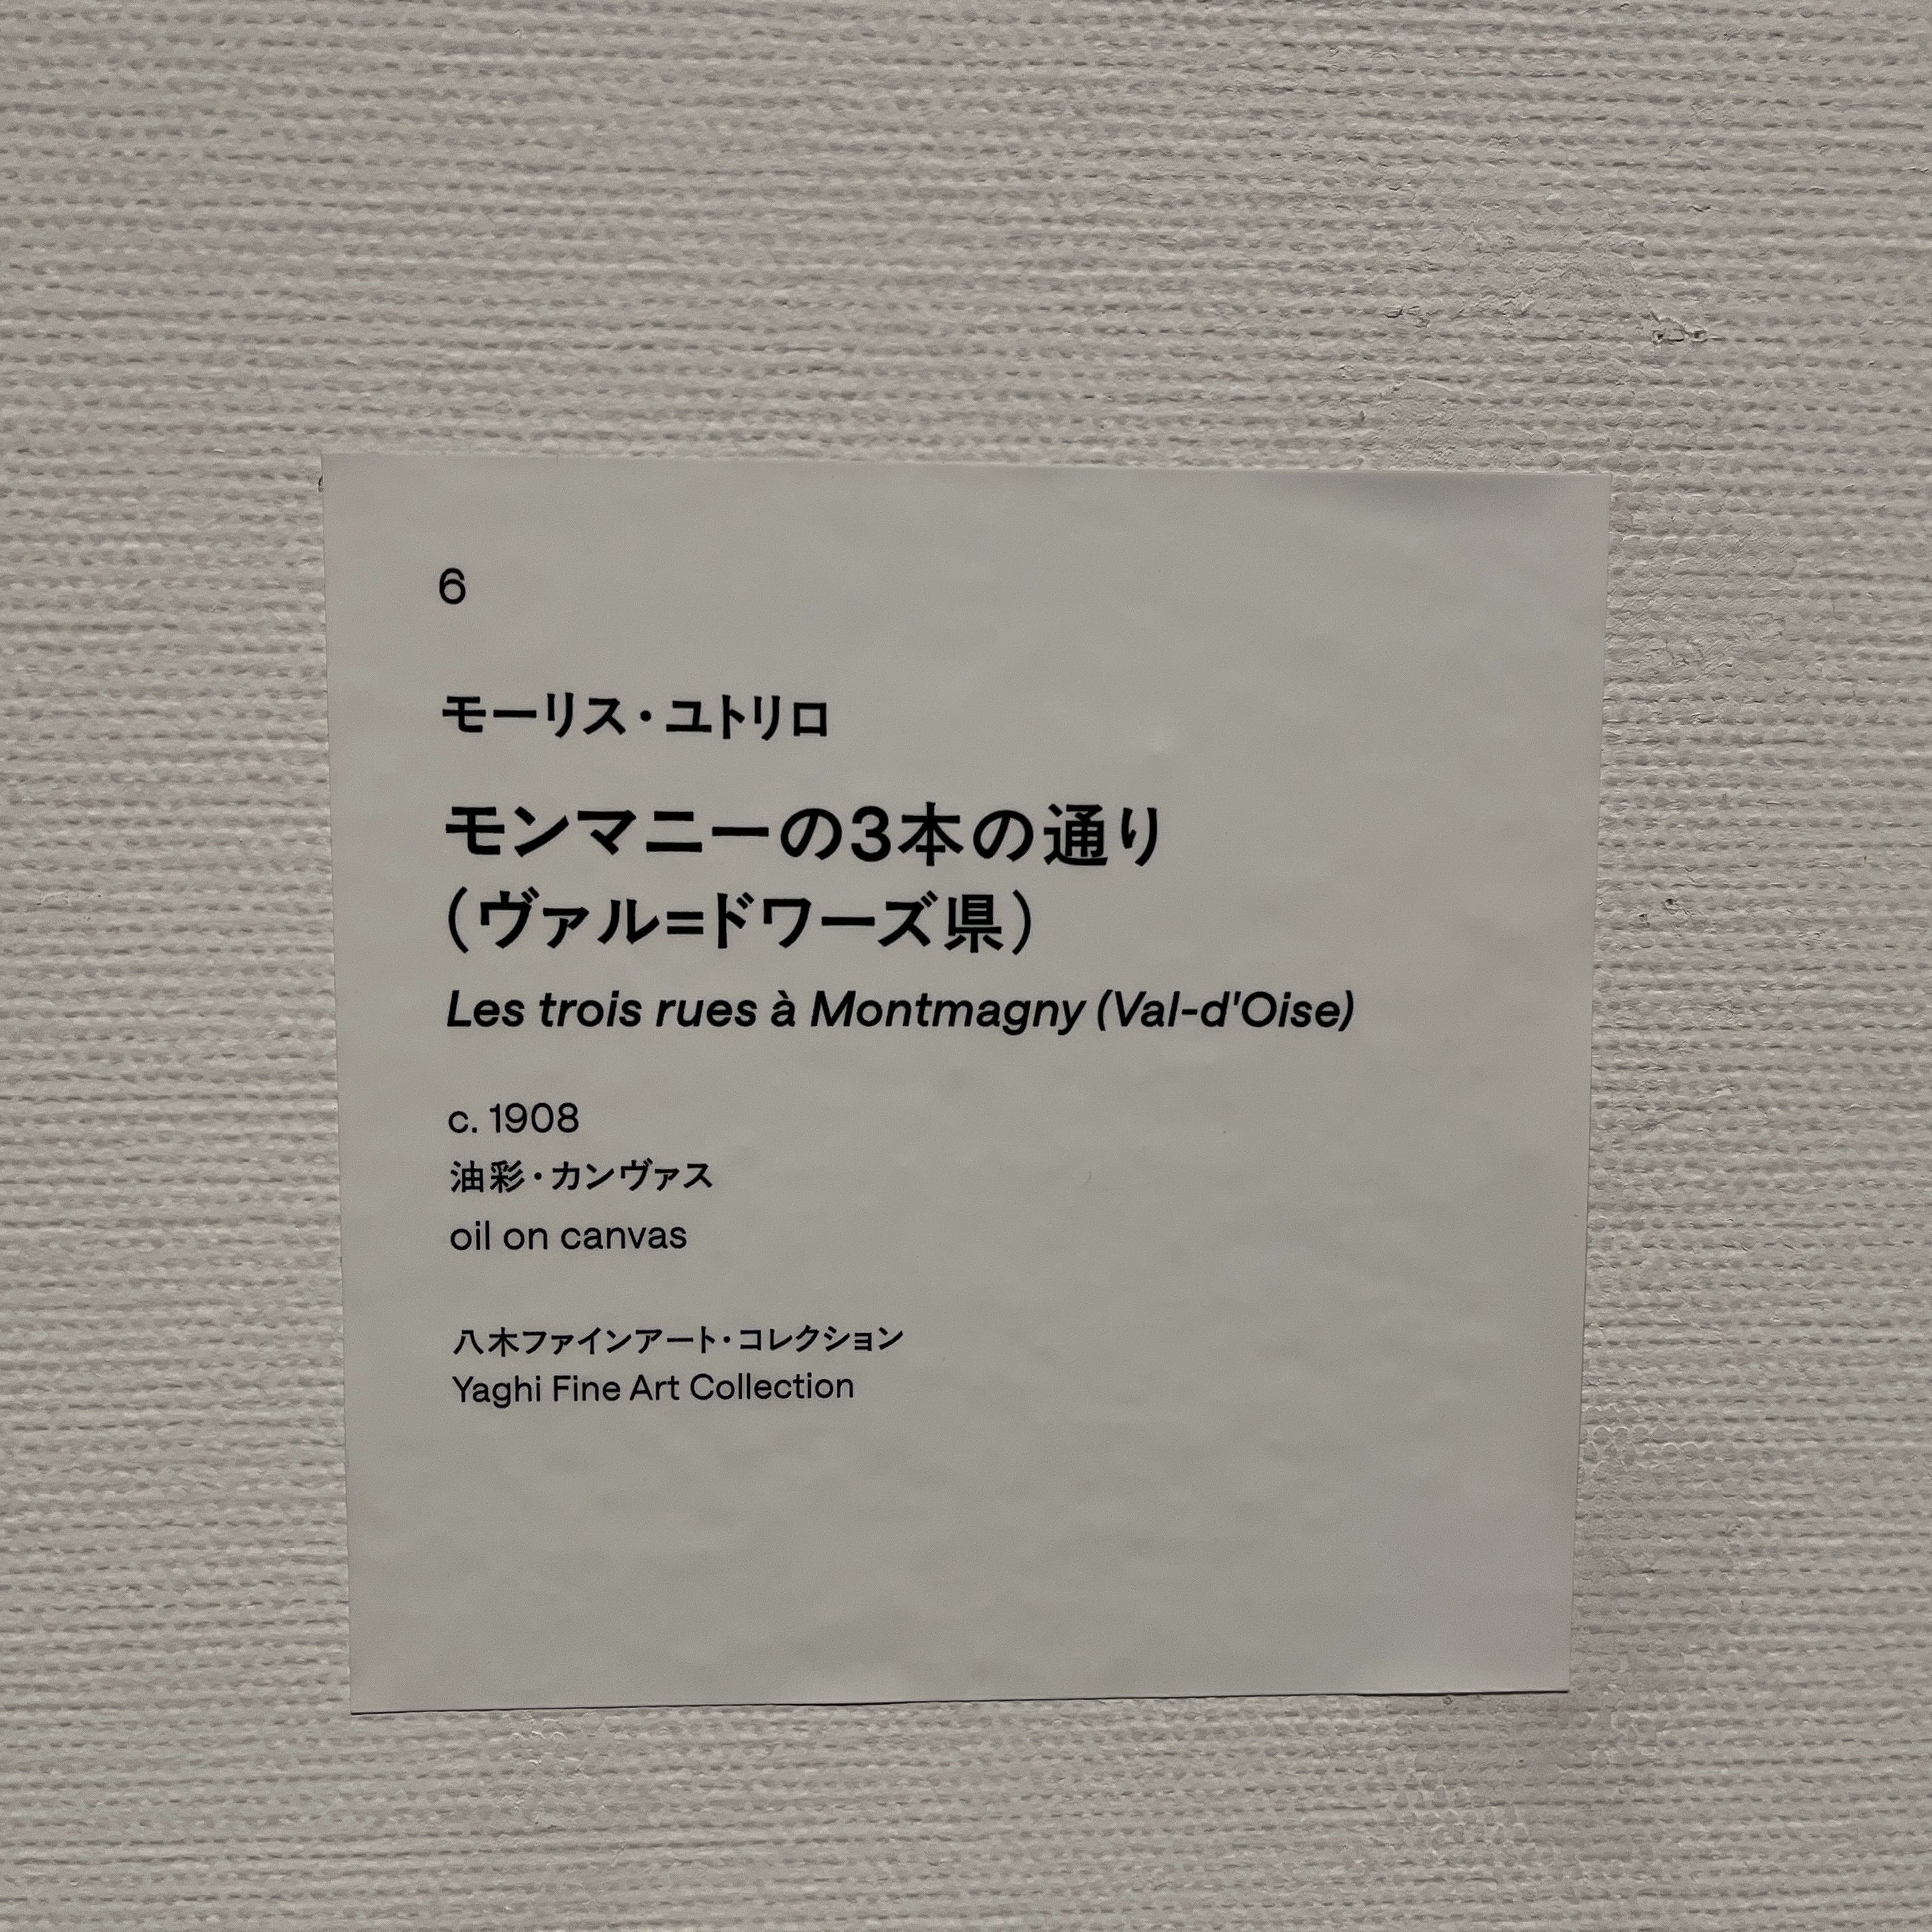 6
モーリス・ユトリロ
モンマニーの3本の通り
（ヴァル=ドワーズ県）
Les trois rues à Montmagny (Val-d'Oise)
c. 1908
油彩・カンヴァス
oil on canvas
八木ファインアート・コレクション
Yaghi Fine Art Collection